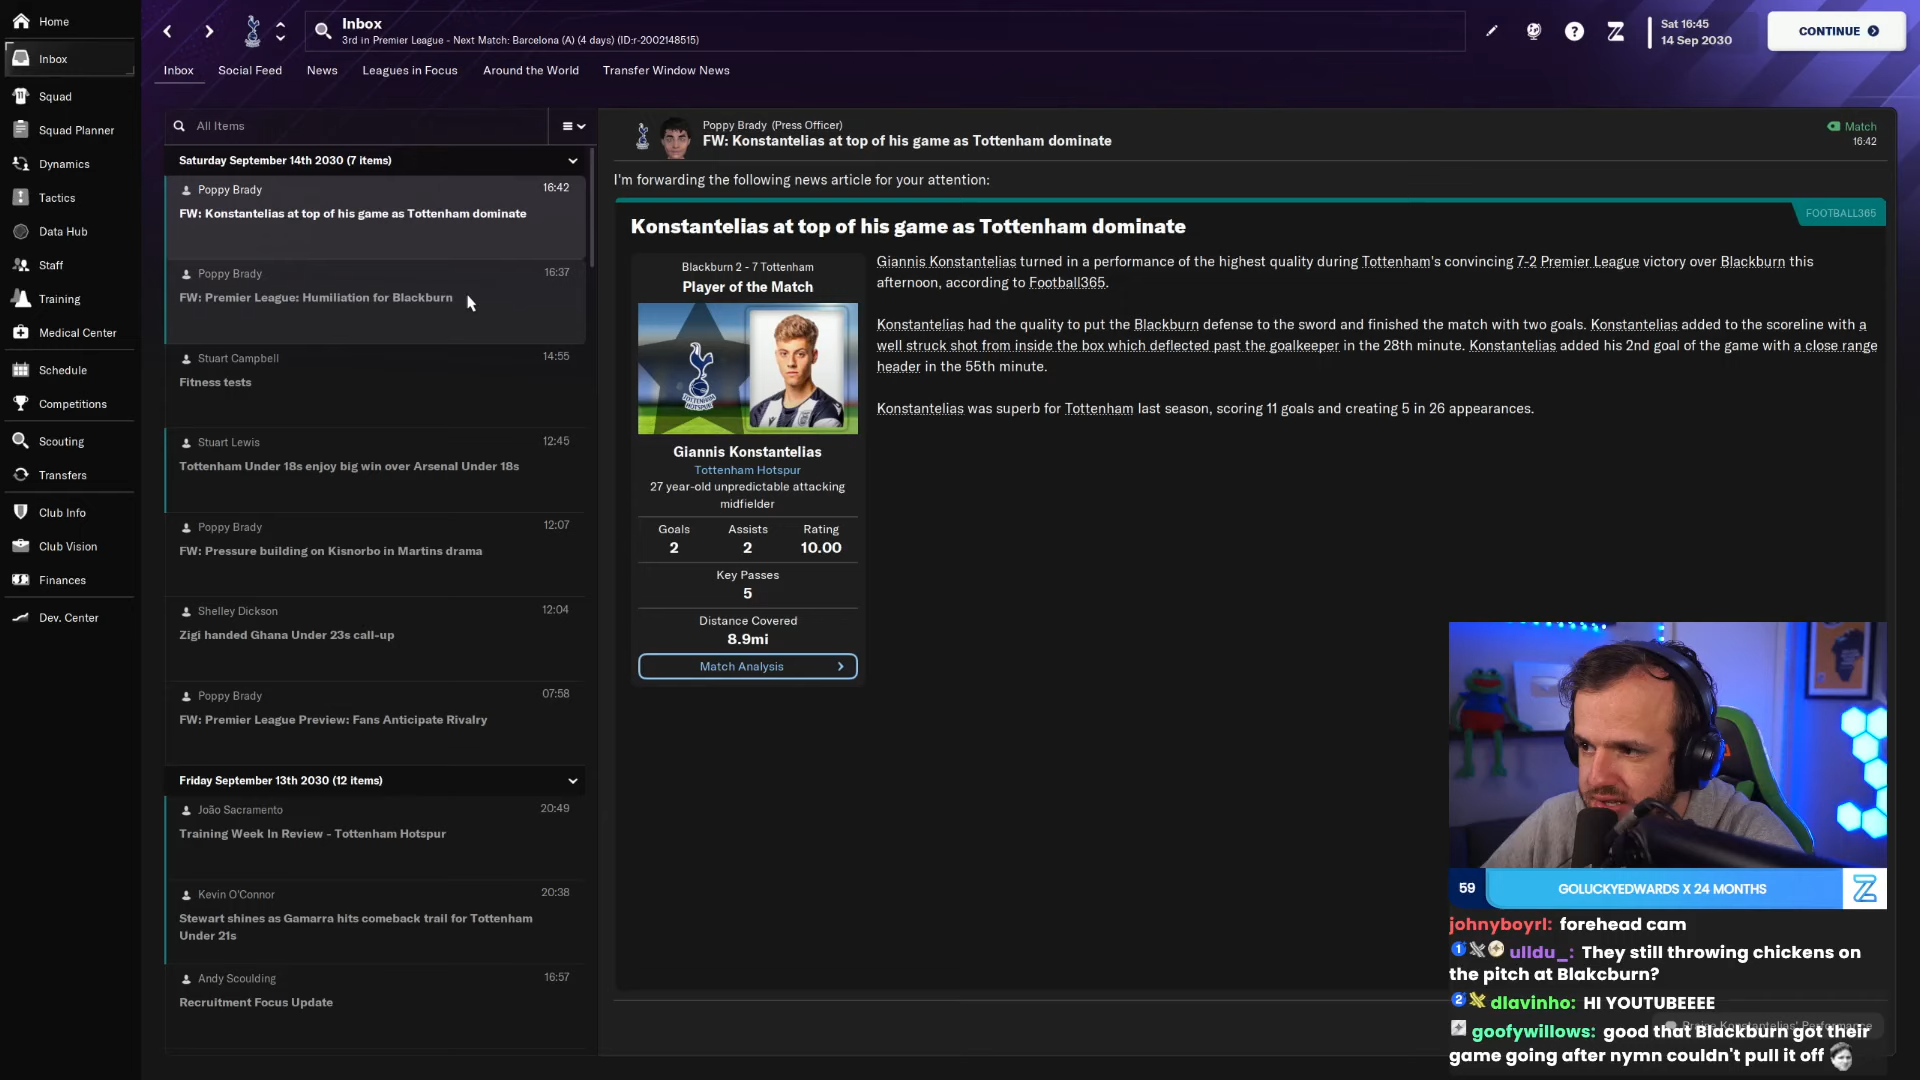 Home
Inbox
Squad
Squad Planner
Dynamics
Tactics
Data Hub
Staff
Training
Medical Center
Schedule
Competitions
Scouting
Transfers
Club Info
Club Vision
Finances
Dev. Center
Inbox
3rd in Premier League - Next Match: Barcelona (A) (4 days) (ID:r-2002148515)
Sat 16:45
14 Sep 2030
CONTINUE
Inbox
Social Feed
News
Leagues in Focus
Around the World
Transfer Window News
All Items
Saturday September 14th 2030 (7 items)
Poppy Brady
16:42
FW: Konstantelias at top of his game as Tottenham dominate
Poppy Brady
16:37
FW: Premier League: Humiliation for Blackburn
Stuart Campbell
14:55
Fitness tests
Stuart Lewis
12:45
Tottenham Under 18s enjoy big win over Arsenal Under 18s
Poppy Brady
12:07
FW: Pressure building on Kisnorbo in Martins drama
Shelley Dickson
12:04
Zigi handed Ghana Under 23s call-up
Poppy Brady
07:58
FW: Premier League Preview: Fans Anticipate Rivalry
Friday September 13th 2030 (12 items)
João Sacramento
20:49
Training Week In Review - Tottenham Hotspur
Kevin O'Connor
20:38
Stewart shines as Gamarra hits comeback trail for Tottenham
Under 21s
Andy Scoulding
16:57
Recruitment Focus Update
Poppy Brady (Press Officer)
FW: Konstantelias at top of his game as Tottenham dominate
Match
16:42
I'm forwarding the following news article for your attention:
FOOTBALL365
Konstantelias at top of his game as Tottenham dominate
Blackburn 2 - 7 Tottenham
Player of the Match
TOTTENHAM
HOTSPUR
Giannis Konstantelias
Tottenham Hotspur
27 year-old unpredictable attacking
midfielder
Goals Assists Rating
2 2 10.00
Key Passes
5
Distance Covered
8.9mi
Match Analysis
Giannis Konstantelias turned in a performance of the highest quality during Tottenham's convincing 7-2 Premier League victory over Blackburn this
afternoon, according to Football365.
Konstantelias had the quality to put the Blackburn defense to the sword and finished the match with two goals. Konstantelias added to the scoreline with a
well struck shot from inside the box which deflected past the goalkeeper in the 28th minute. Konstantelias added his 2nd goal of the game with a close range
header in the 55th minute.
Konstantelias was superb for Tottenham last season, scoring 11 goals and creating 5 in 26 appearances.
59
GOLUCKYEDWARDS X 24 MONTHS
johnyboyrl: forehead cam
ulldu_: They still throwing chickens on
the pitch at Blakcburn?
dlavinho: HI YOUTUBEEEE
Praise Konstantelias' Performance
goofywillows: good that Blackburn got their
game going after nymn couldn't pull it off